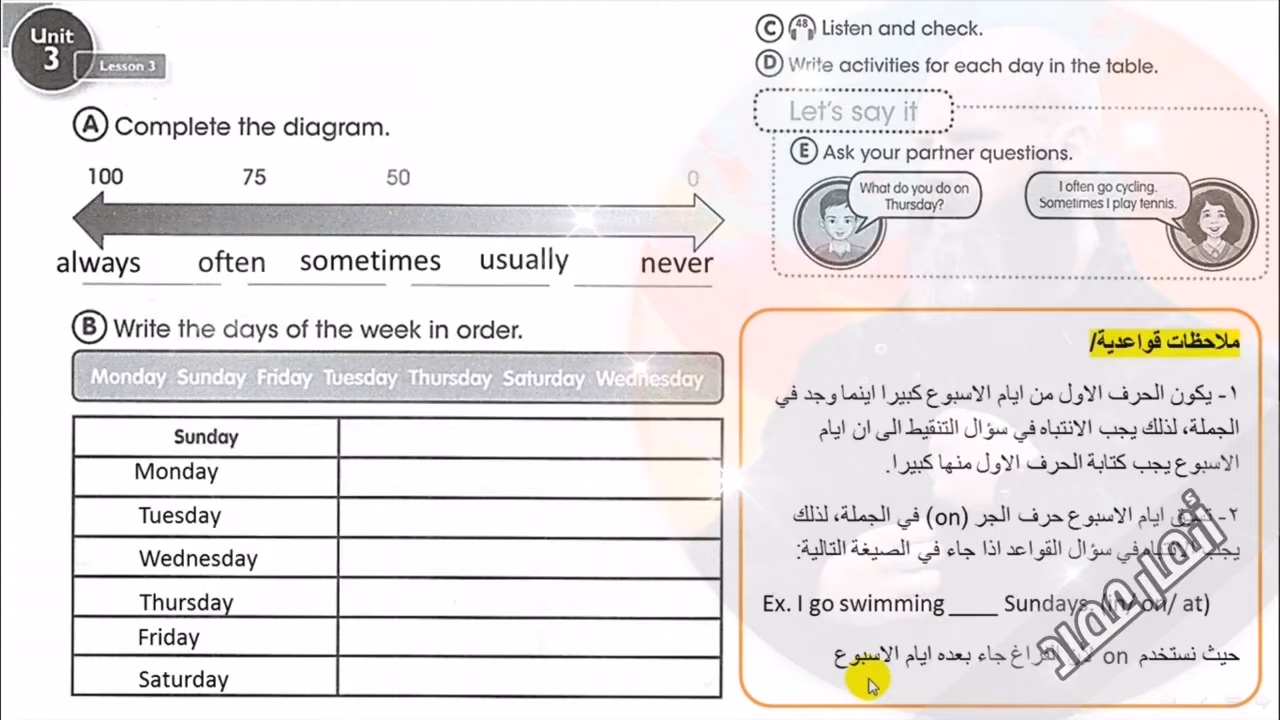 Unit
3
Lesson 3
A Complete the diagram.
100 75 50 0
always often sometimes usually never
B Write the days of the week in order.
Monday Sunday Friday Tuesday Thursday Saturday Wednesday
Sunday
Monday
Tuesday
Wednesday
Thursday
Friday
Saturday
C 48 Listen and check.
D Write activities for each day in the table.
Let's say it
E Ask your partner questions.
What do you do on
Thursday?
I often go cycling.
Sometimes I play tennis.
ملاحظات قواعدية/
١- يكون الحرف الاول من ايام الاسبوع كبيرا اينما وجد في
الجملة، لذلك يجب الانتباه في سؤال التنقيط الى ان ايام
الاسبوع يجب كتابة الحرف الاول منها كبيرا.
٢- ايام الاسبوع حرف الجر (on) في الجملة، لذلك
يجب الانتباه في سؤال القواعد اذا جاء في الصيغة التالية:
Ex. I go swimming ____ Sundays. (in/ on/ at)
حيث نستخدم on الفراغ جاء بعده ايام الاسبوع